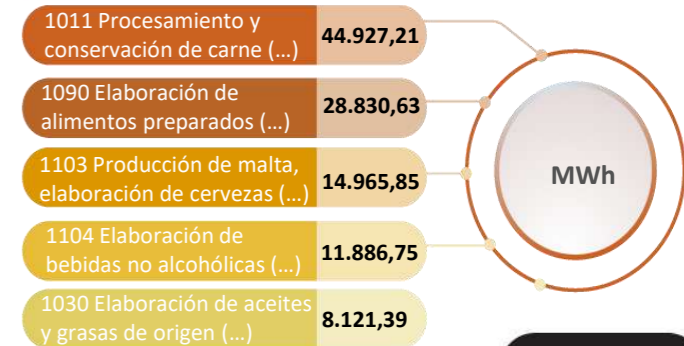 1011 Procesamiento y
conservación de carne (...)
44.927,21
1090 Elaboración de
alimentos preparados (...)
28.830,63
1103 Producción de malta,
elaboración de cervezas (...)
14.965,85
1104 Elaboración de
bebidas no alcohólicas (...)
11.886,75
1030 Elaboración de aceites
y grasas de origen (...)
8.121,39
MWh